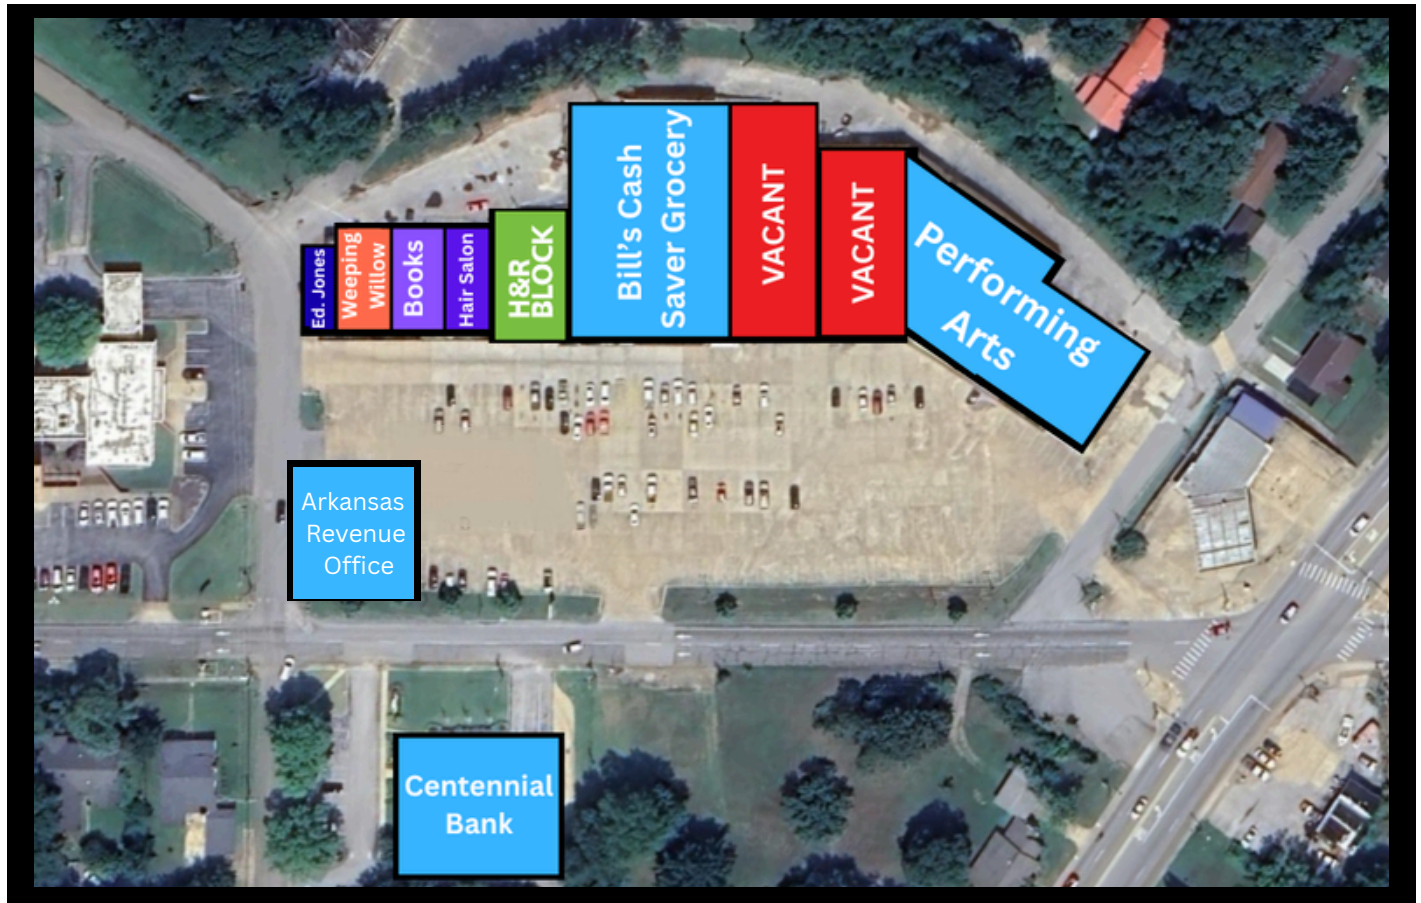 Ed. Jones
Weeping
Willow
Books
Hair Salon
H&R
BLOCK
Bill's Cash
Saver Grocery
VACANT
VACANT
Performing
Arts
Arkansas
Revenue
Office
Centennial
Bank